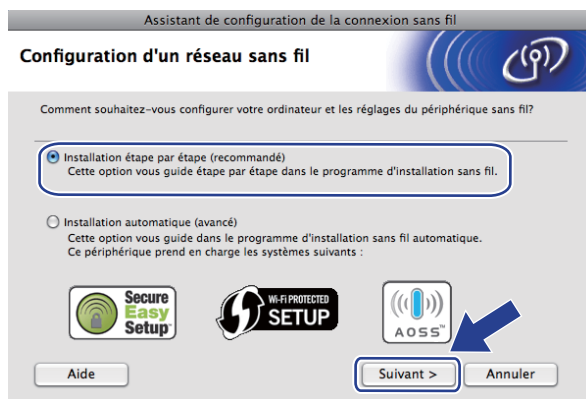 Assistant de configuration de la connexion sans fil
Configuration d'un réseau sans fil
Comment souhaitez-vous configurer votre ordinateur et les réglages du périphérique sans fil?
Installation étape par étape (recommandé)
Cette option vous guide étape par étape dans le programme d'installation sans fil.
Installation automatique (avancé)
Cette option vous guide dans le programme d'installation sans fil automatique.
Ce périphérique prend en charge les systèmes suivants :
Secure
Easy
Setup™
Wi-Fi PROTECTED
SETUP
AOSS™
Aide
Suivant >
Annuler